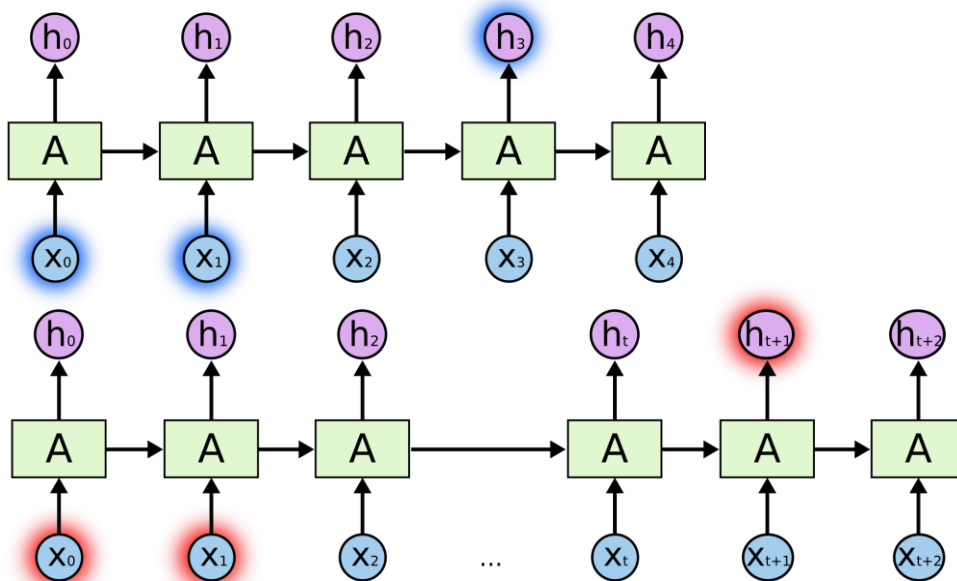 h₀ h₁ h₂ h₃ h₄
A A A A A
x₀ x₁ x₂ x₃ x₄
h₀ h₁ h₂ hₜ hₜ₊₁ hₜ₊₂
A A A A A A
x₀ x₁ x₂ ... xₜ xₜ₊₁ xₜ₊₂